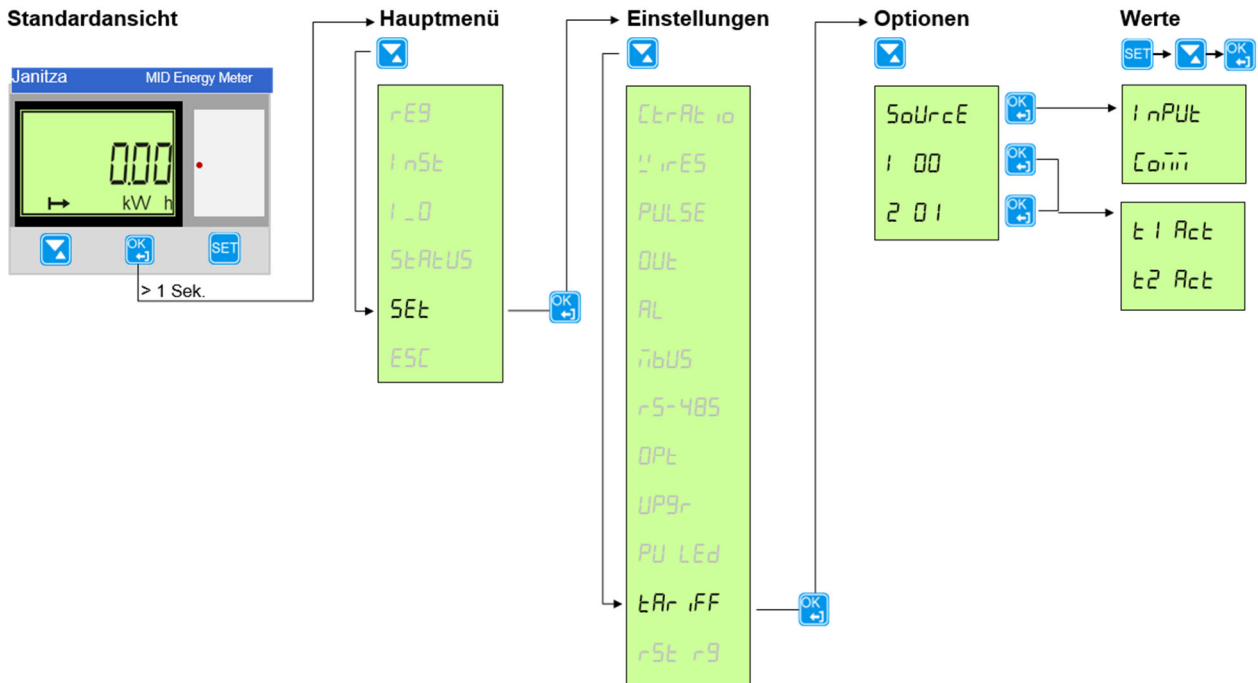 Standardansicht
Hauptmenü
Einstellungen
Optionen
Werte
Janitza MID Energy Meter
0.00
kW h
OK
SET
> 1 Sek.
rEg
InSt
I_O
StAtUS
SEt
ESC
OK
CtrAtio
WirES
PULSE
OUt
AL
mbUS
rS-485
OPt
UPgr
PU LEd
tAriFF
rSt rg
OK
SoUrcE
1 00
2 01
OK
OK
OK
SET
OK
InPUt
Comm
t1 Act
t2 Act